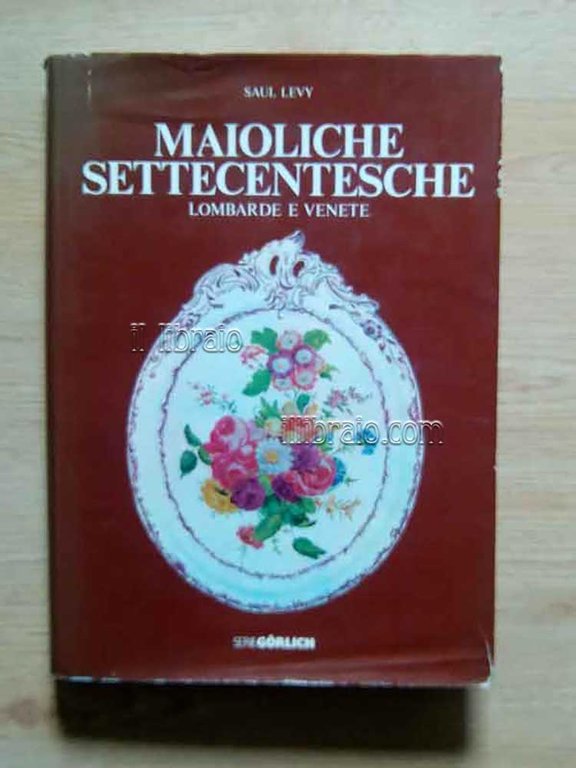 SAUL LEVY
MAIOLICHE
SETTECENTESCHE
LOMBARDE E VENETE
il libraio
illibraio.com
SERIE GÖRLICH